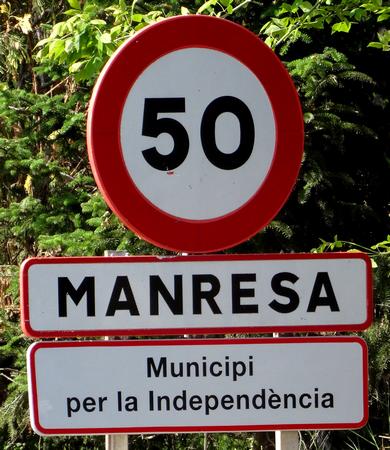 50
MANRESA
Municipi
per la Independència